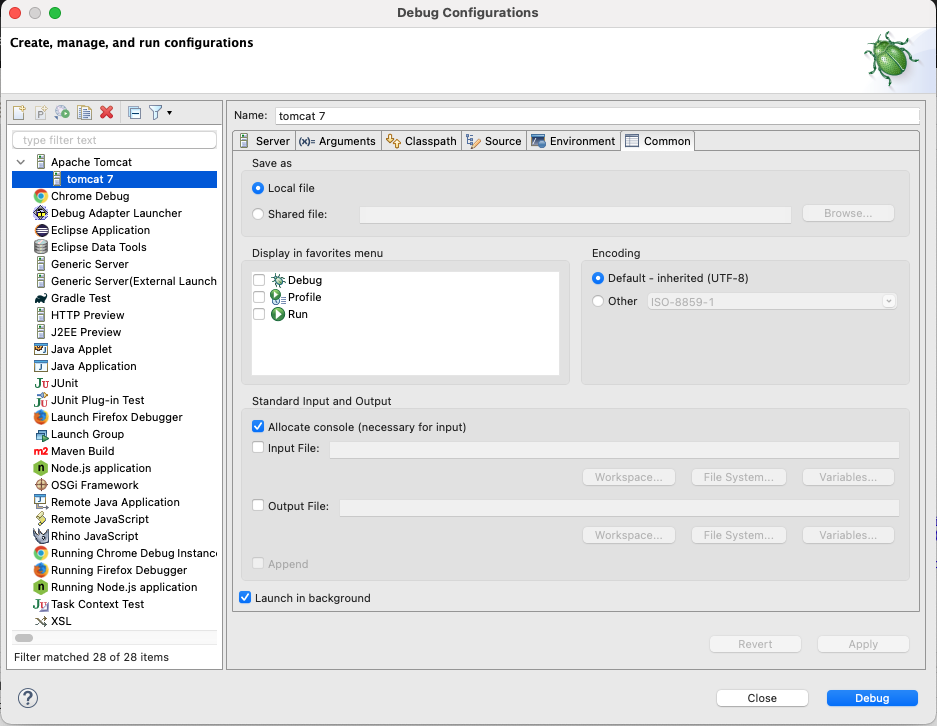 Debug Configurations
Create, manage, and run configurations
type filter text
Apache Tomcat
tomcat 7
Chrome Debug
Debug Adapter Launcher
Eclipse Application
Eclipse Data Tools
Generic Server
Generic Server(External Launch
Gradle Test
HTTP Preview
J2EE Preview
Java Applet
Java Application
Ju JUnit
Ju JUnit Plug-in Test
Launch Firefox Debugger
Launch Group
m2 Maven Build
n Node.js application
OSGi Framework
Remote Java Application
Remote JavaScript
Rhino JavaScript
Running Chrome Debug Instance
Running Firefox Debugger
n Running Node.js application
Ju Task Context Test
XSL
Filter matched 28 of 28 items
Name: tomcat 7
Server (x)= Arguments Classpath Source Environment Common
Save as
Local file
Shared file: Browse...
Display in favorites menu
Debug
Profile
Run
Encoding
Default - inherited (UTF-8)
Other ISO-8859-1
Standard Input and Output
Allocate console (necessary for input)
Input File:
Workspace... File System... Variables...
Output File:
Workspace... File System... Variables...
Append
Launch in background
Revert Apply
? Close Debug